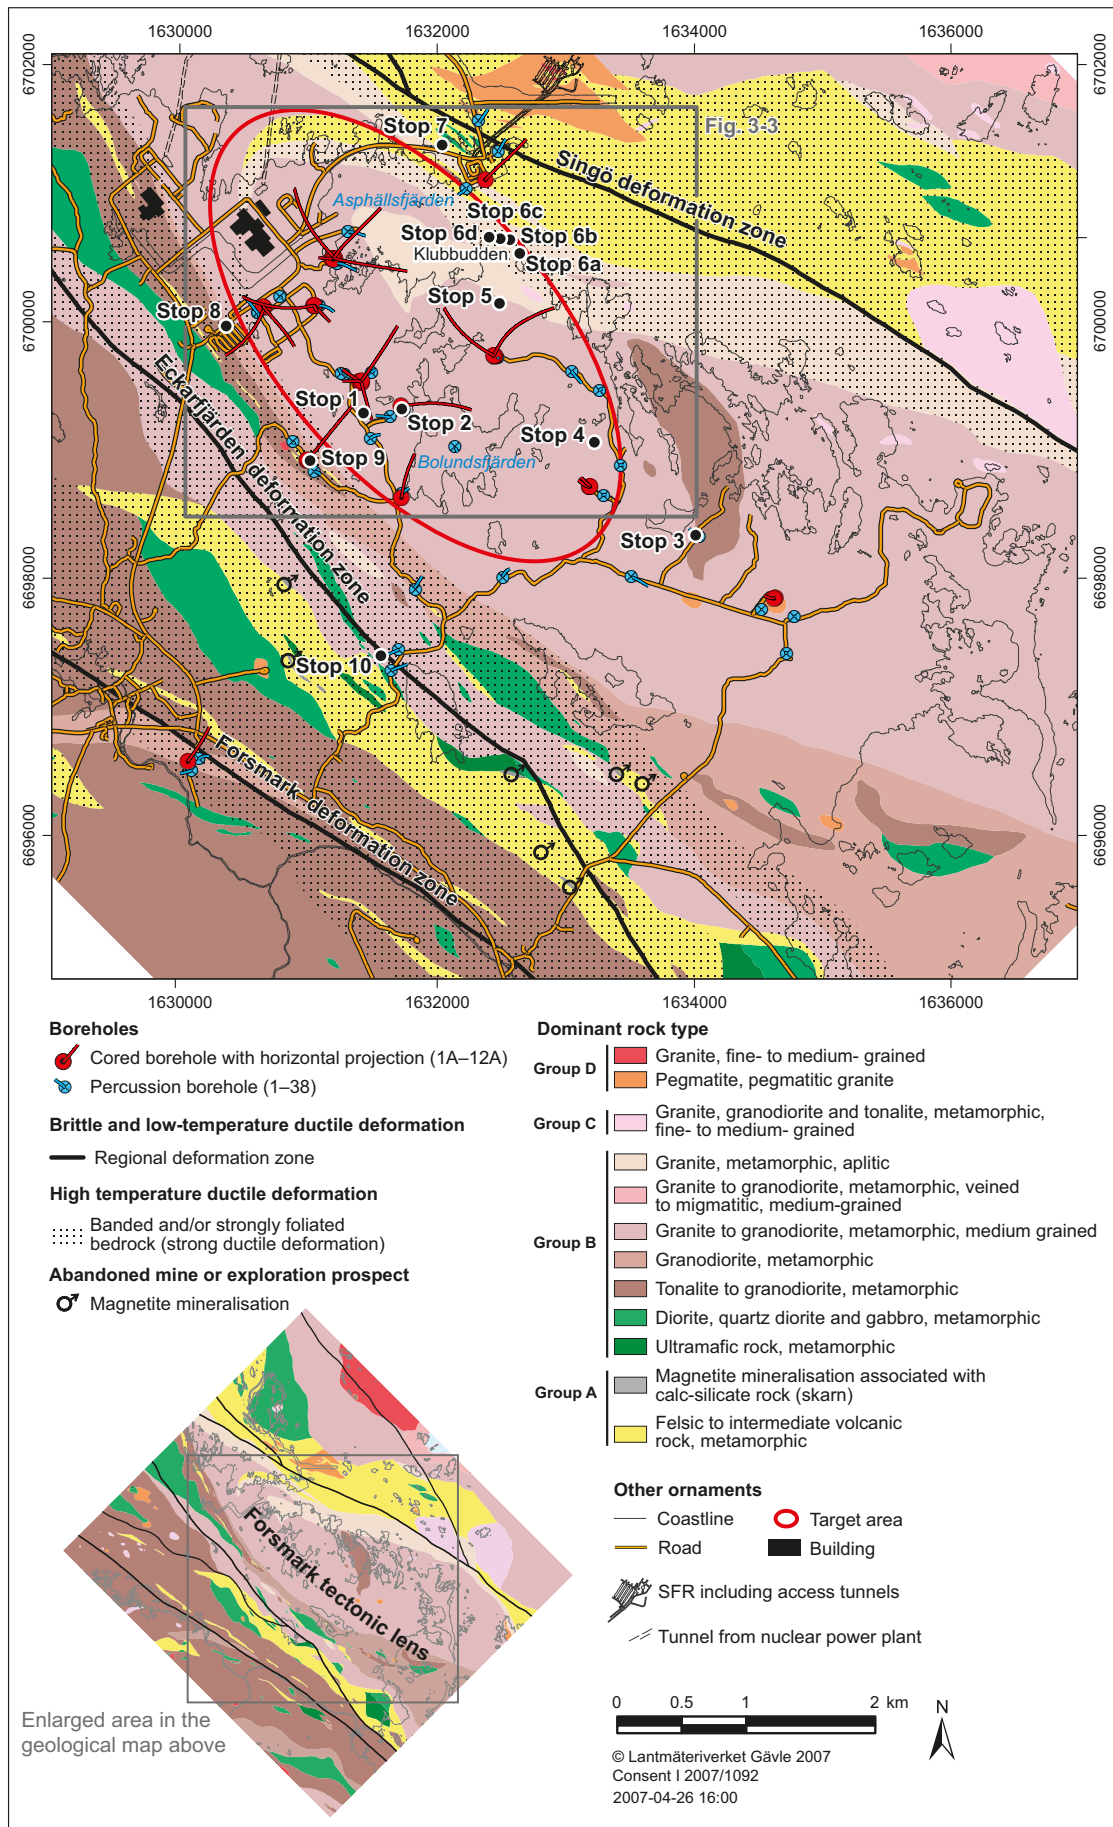 1630000 1632000 1634000 1636000
6702000
6702000
Fig. 3-3
Stop 7
Singö deformation zone
Asphällsfjärden
Stop 6c
Stop 6d
Stop 6b
Klubbudden
Stop 6a
Stop 5
6700000
6700000
Stop 8
Eckarfjärden deformation zone
Stop 1
Stop 2
Stop 4
Stop 9
Bolundsfjärden
Stop 3
6698000
6698000
Stop 10
Forsmark deformation zone
6696000
6696000
1630000 1632000 1634000 1636000
Boreholes
Cored borehole with horizontal projection (1A–12A)
Percussion borehole (1–38)
Brittle and low-temperature ductile deformation
Regional deformation zone
High temperature ductile deformation
Banded and/or strongly foliated
bedrock (strong ductile deformation)
Abandoned mine or exploration prospect
Magnetite mineralisation
Dominant rock type
Group D
Granite, fine- to medium- grained
Pegmatite, pegmatitic granite
Group C
Granite, granodiorite and tonalite, metamorphic,
fine- to medium- grained
Group B
Granite, metamorphic, aplitic
Granite to granodiorite, metamorphic, veined
to migmatitic, medium-grained
Granite to granodiorite, metamorphic, medium grained
Granodiorite, metamorphic
Tonalite to granodiorite, metamorphic
Diorite, quartz diorite and gabbro, metamorphic
Ultramafic rock, metamorphic
Group A
Magnetite mineralisation associated with
calc-silicate rock (skarn)
Felsic to intermediate volcanic
rock, metamorphic
Other ornaments
Coastline
Target area
Road
Building
SFR including access tunnels
Tunnel from nuclear power plant
Forsmark tectonic lens
Enlarged area in the
geological map above
0 0.5 1 2 km
N
© Lantmäteriverket Gävle 2007
Consent I 2007/1092
2007-04-26 16:00